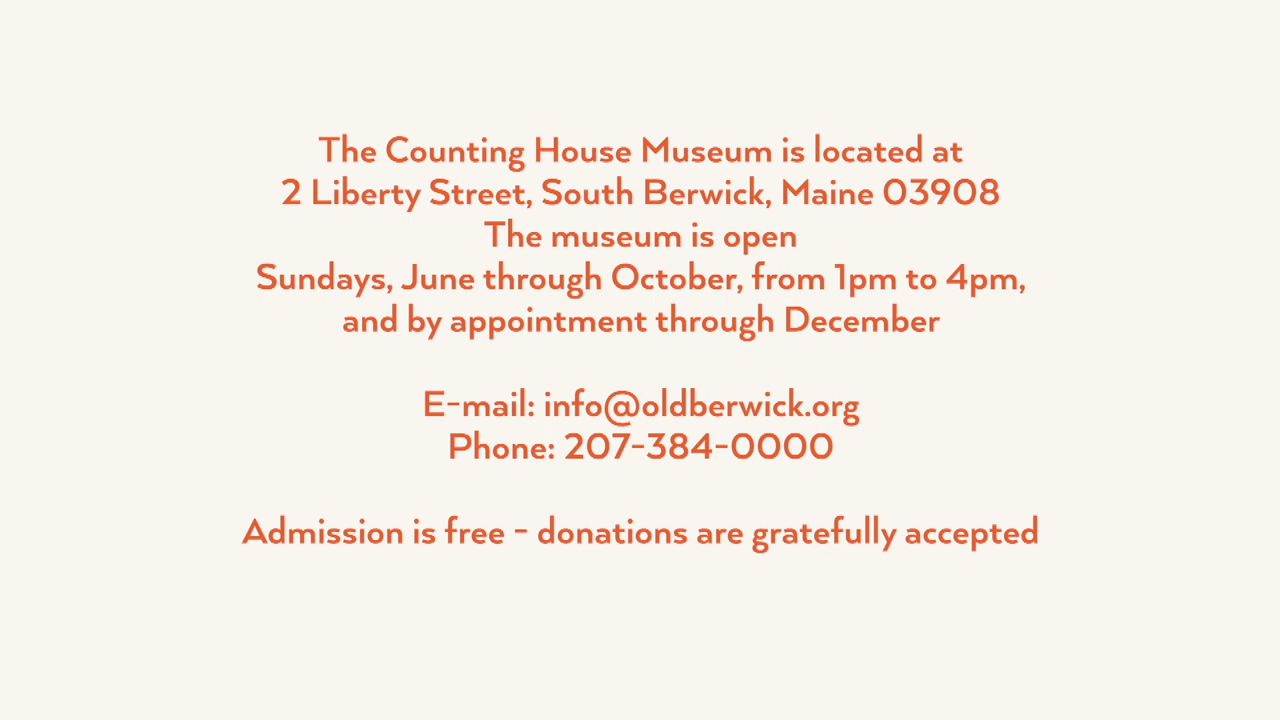 The Counting House Museum is located at
2 Liberty Street, South Berwick, Maine 03908
The museum is open
Sundays, June through October, from 1pm to 4pm,
and by appointment through December
E-mail: info@oldberwick.org
Phone: 207-384-0000
Admission is free - donations are gratefully accepted